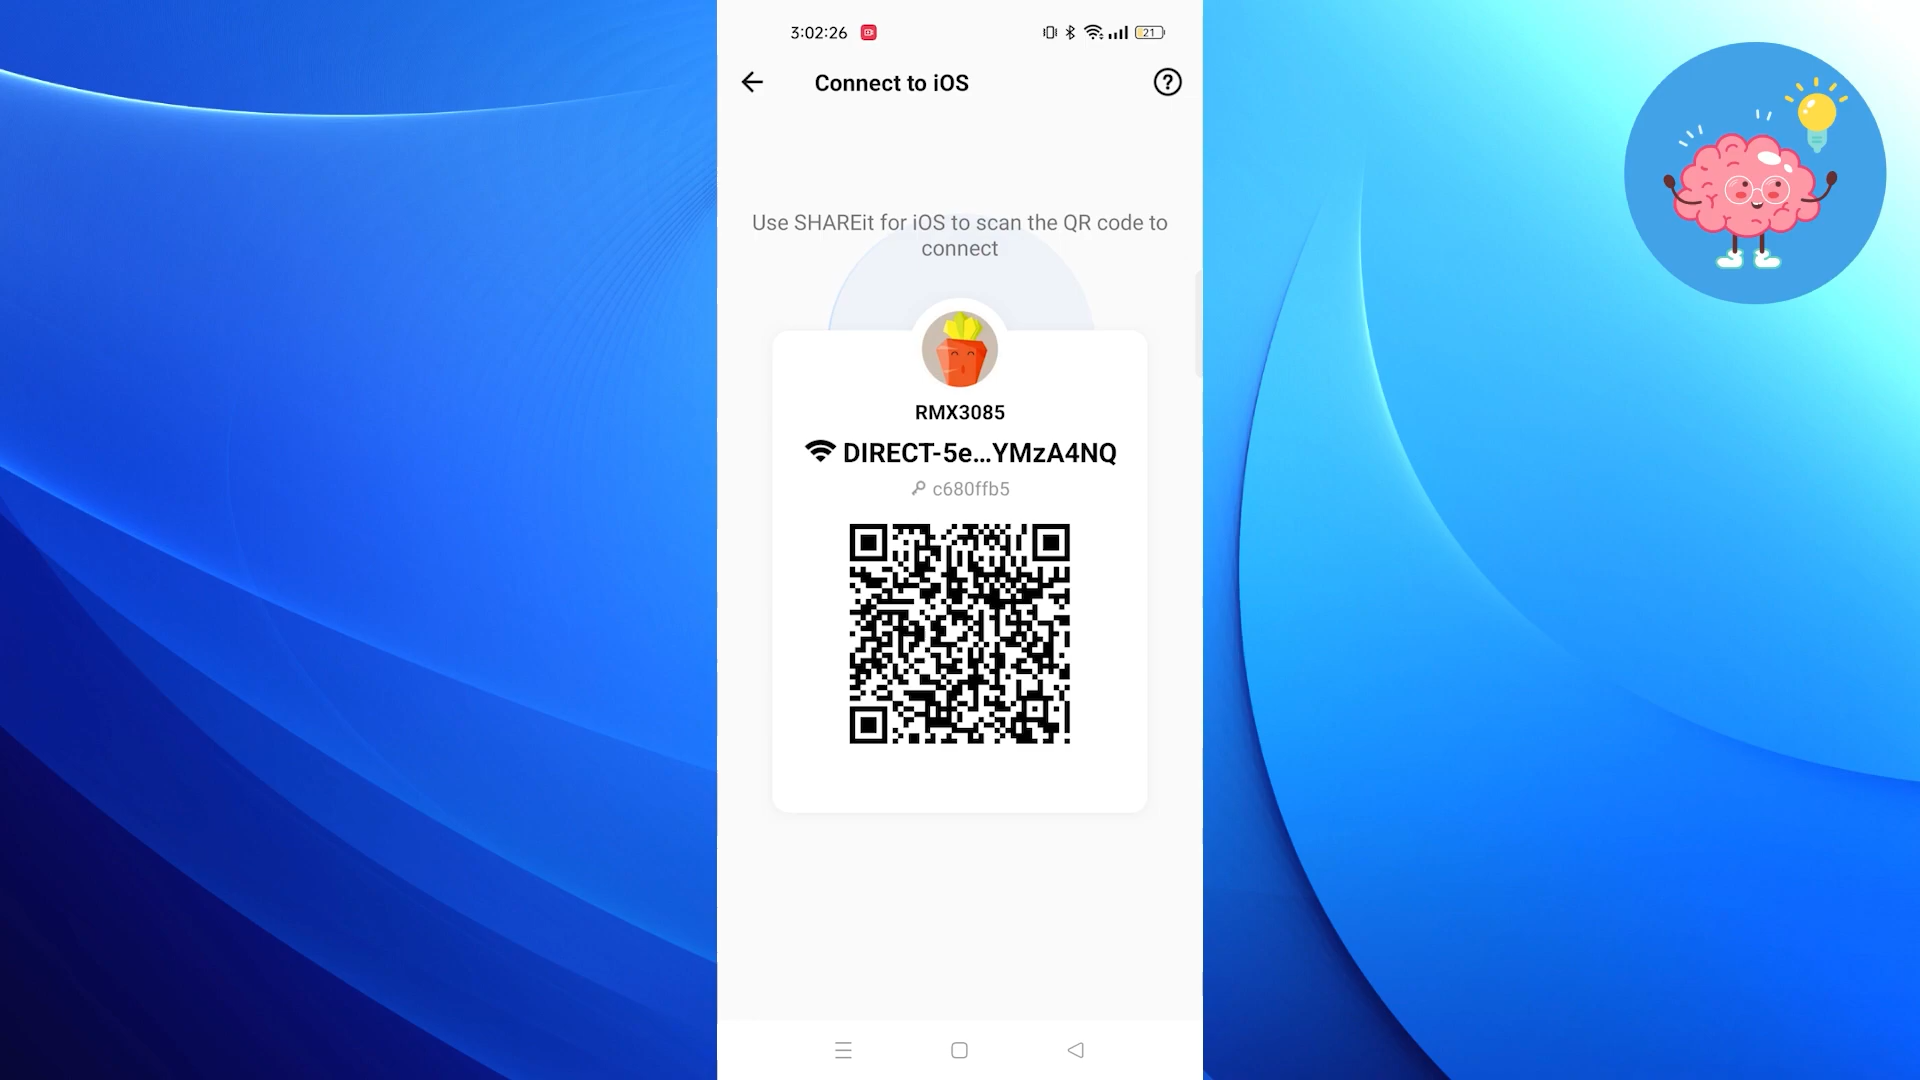 3:02:26
21
Connect to iOS
Use SHAREit for iOS to scan the QR code to
connect
RMX3085
DIRECT-5e...YMzA4NQ
c680ffb5